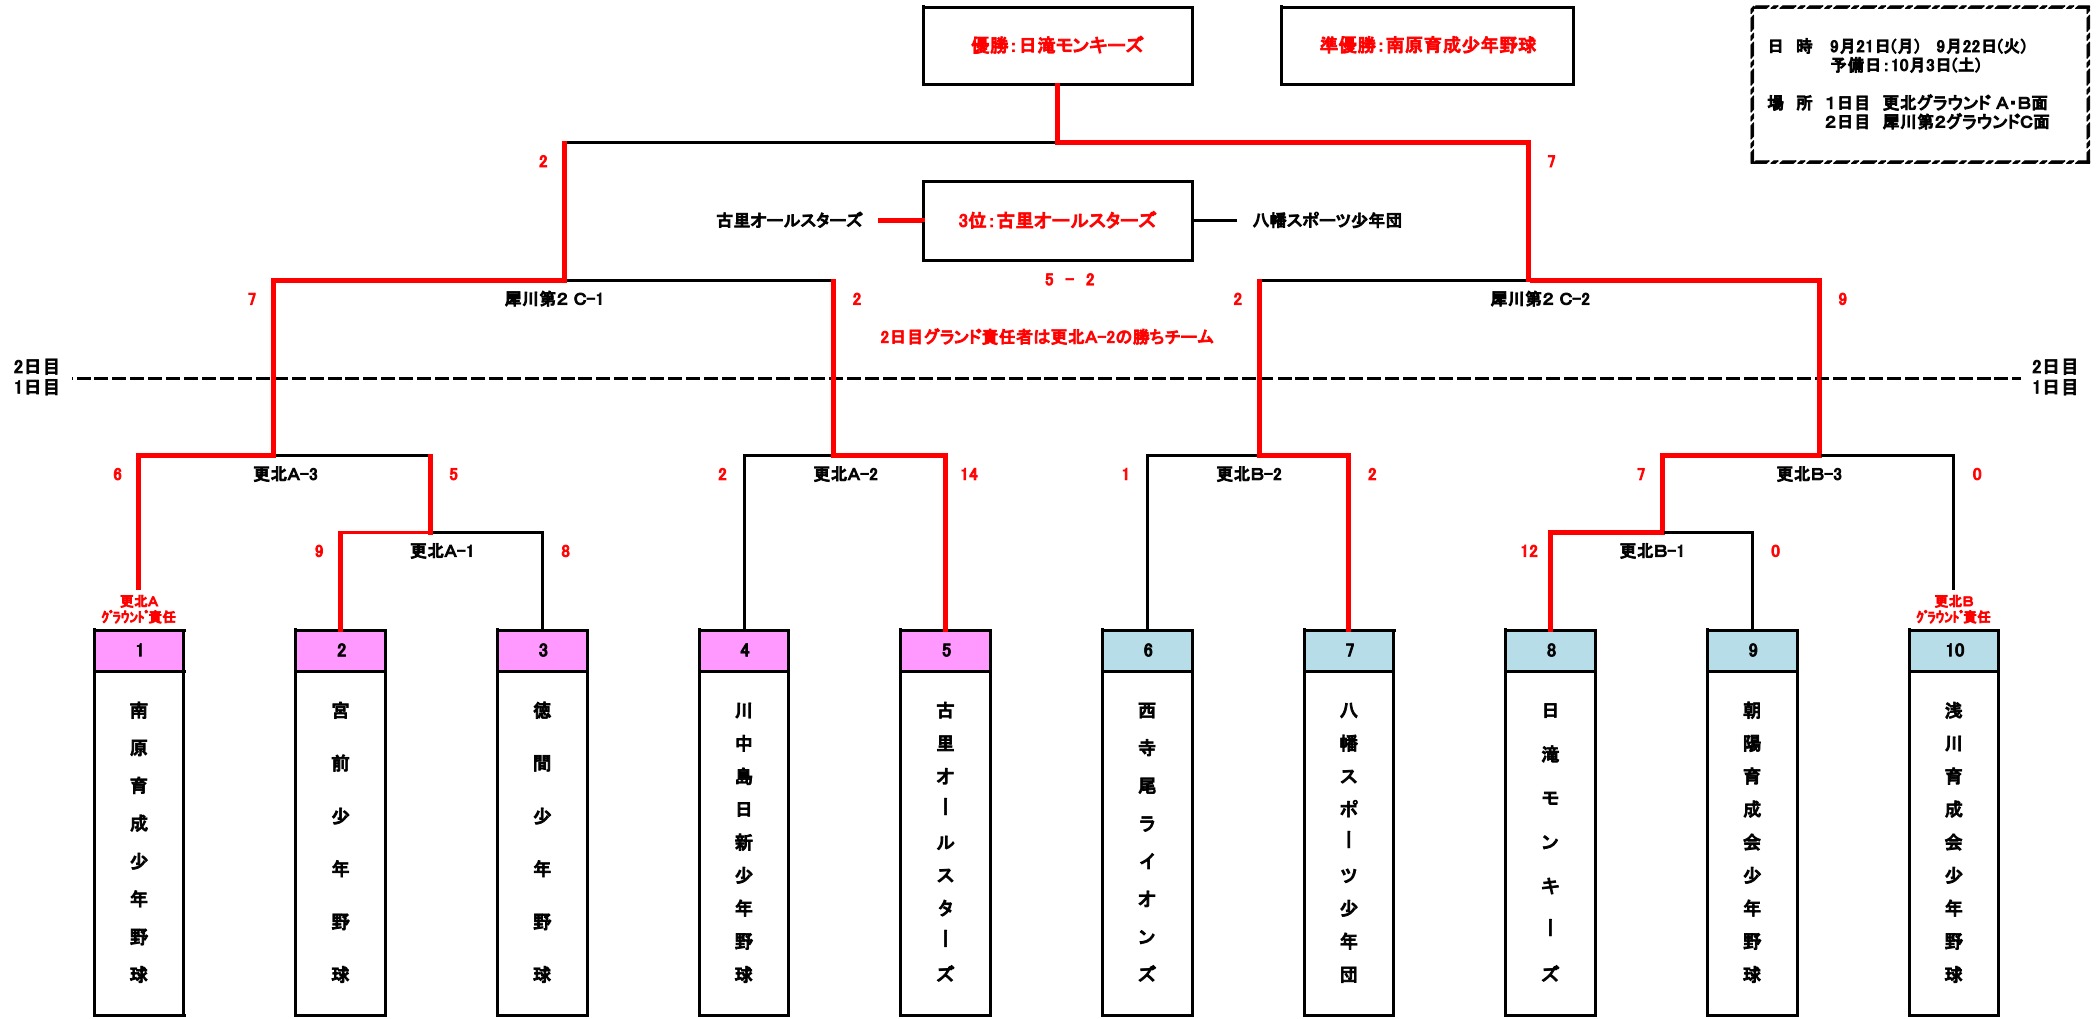 優勝：日滝モンキーズ
準優勝：南原育成少年野球
日　時　9月21日(月)　9月22日(火)
予備日：10月3日(土)
場　所　1日目　更北グラウンド A・B面
2日目　犀川第2グラウンドC面
2
7
古里オールスターズ
3位：古里オールスターズ
八幡スポーツ少年団
5 － 2
7
犀川第2 C-1
2
2
犀川第2 C-2
9
2日目グランド責任者は更北A-2の勝ちチーム
2日目
1日目
2日目
1日目
6
更北A-3
5
2
更北A-2
14
1
更北B-2
2
7
更北B-3
0
9
更北A-1
8
12
更北B-1
0
更北A
ｸﾞﾗｳﾝﾄﾞ責任
更北B
ｸﾞﾗｳﾝﾄﾞ責任
1
2
3
4
5
6
7
8
9
10
南原育成少年野球
宮前少年野球
徳間少年野球
川中島日新少年野球
古里オールスターズ
西寺尾ライオンズ
八幡スポーツ少年団
日滝モンキーズ
朝陽育成会少年野球
浅川育成会少年野球